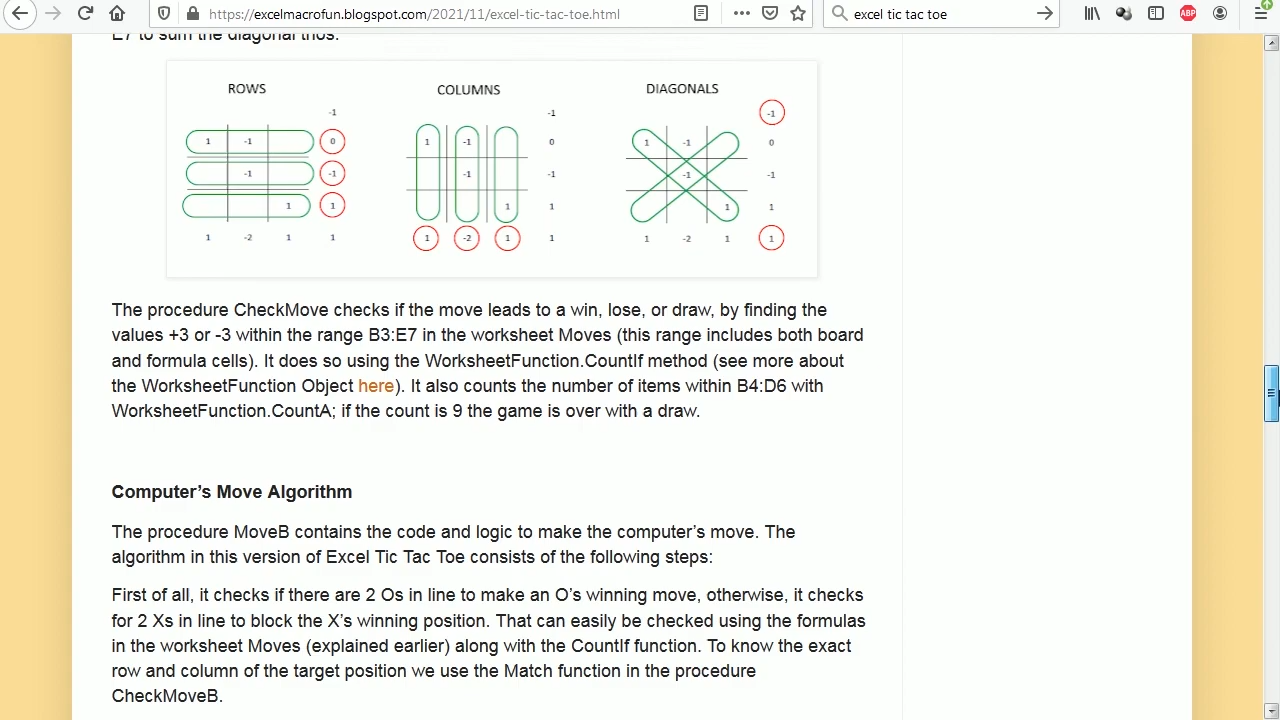 https://excelmacrofun.blogspot.com/2021/11/excel-tic-tac-toe.html
excel tic tac toe
ABP
E7 to sum the diagonal trios.
ROWS
COLUMNS
DIAGONALS
-1 -1 -1
1 -1 0 1 -1 0 1 -1 0
-1 -1 -1 -1 -1 -1
1 1 1 1 1 1
1 -2 1 1 1 -2 1 1 1 -2 1 1
The procedure CheckMove checks if the move leads to a win, lose, or draw, by finding the
values +3 or -3 within the range B3:E7 in the worksheet Moves (this range includes both board
and formula cells). It does so using the WorksheetFunction.CountIf method (see more about
the WorksheetFunction Object here). It also counts the number of items within B4:D6 with
WorksheetFunction.CountA; if the count is 9 the game is over with a draw.
Computer’s Move Algorithm
The procedure MoveB contains the code and logic to make the computer’s move. The
algorithm in this version of Excel Tic Tac Toe consists of the following steps:
First of all, it checks if there are 2 Os in line to make an O’s winning move, otherwise, it checks
for 2 Xs in line to block the X’s winning position. That can easily be checked using the formulas
in the worksheet Moves (explained earlier) along with the CountIf function. To know the exact
row and column of the target position we use the Match function in the procedure
CheckMoveB.